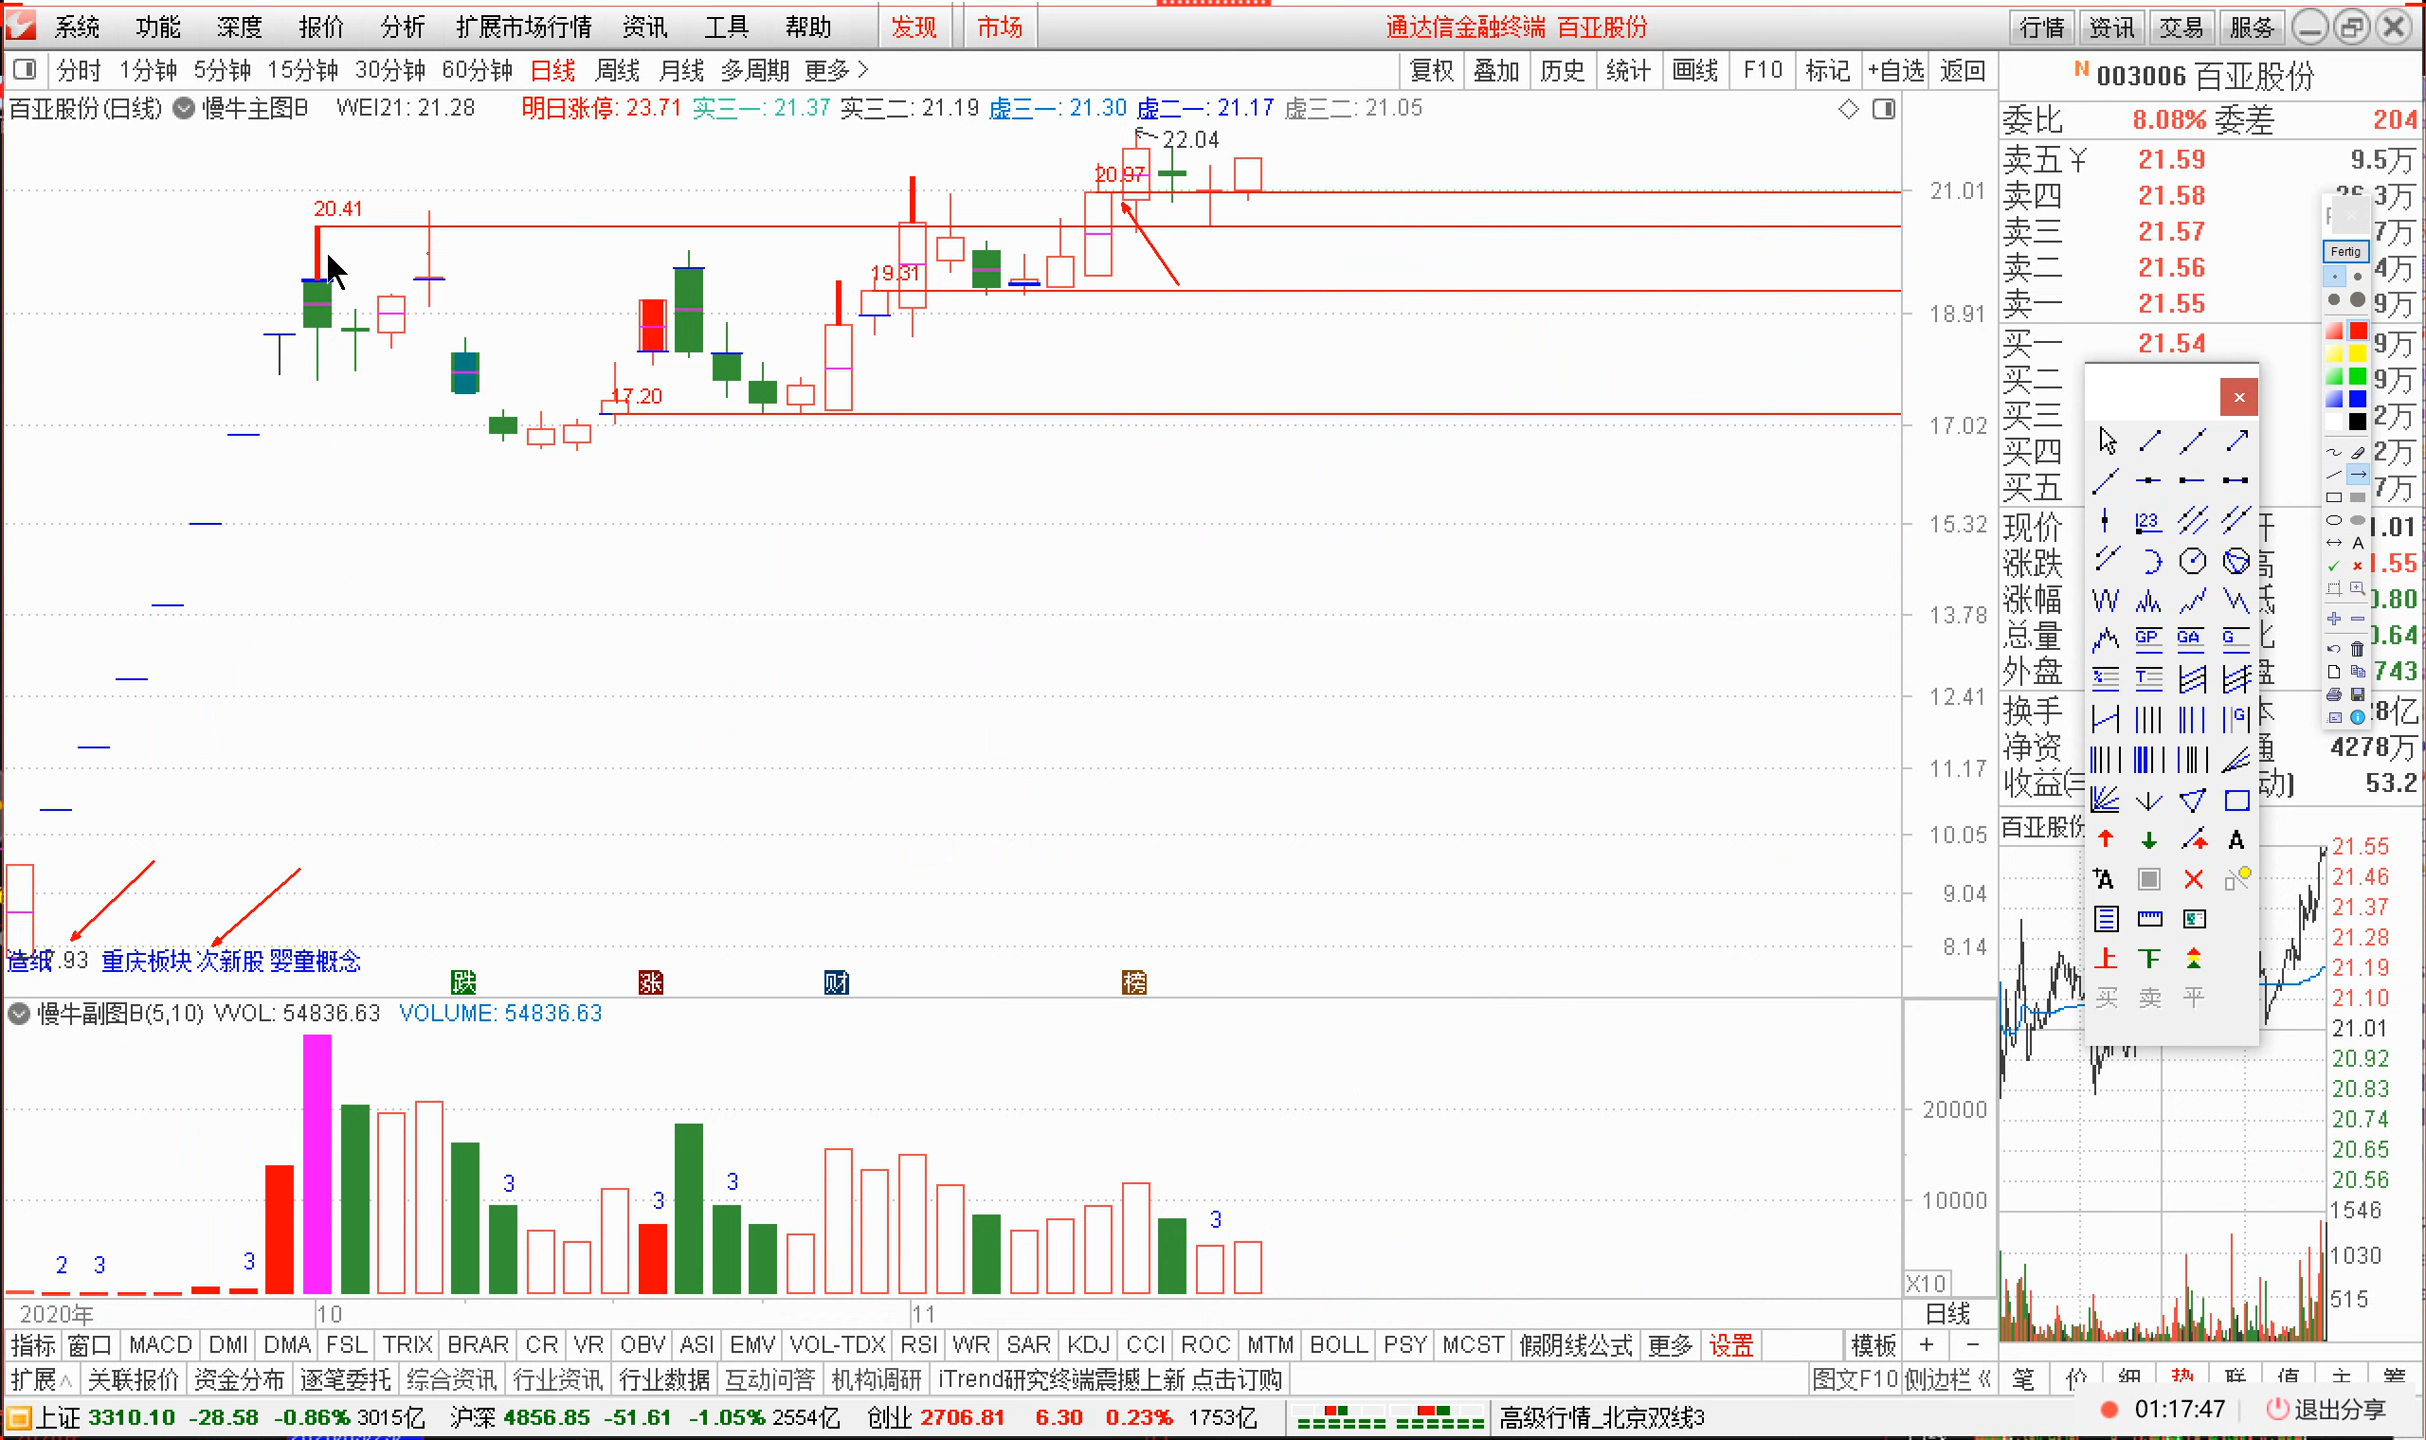 系统 功能 深度 报价 分析 扩展市场行情 资讯 工具 帮助 发现 市场 通达信金融终端 百亚股份 行情 资讯 交易 服务
分时 1分钟 5分钟 15分钟 30分钟 60分钟 日线 周线 月线 多周期 更多 复权 叠加 历史 统计 画线 F10 标记 +自选 返回 N 003006 百亚股份
百亚股份(日线) 慢牛主图B WEI21: 21.28 明日涨停: 23.71 实三一: 21.37 实三二: 21.19 虚三一: 21.30 虚二一: 21.17 虚三二: 21.05
委比 8.08% 委差 204
卖五 ¥ 21.59 9.5万
卖四 21.58
卖三 21.57
卖二 21.56
卖一 21.55
买一 21.54
买二
买三
买四
买五
Fertig
现价
涨跌
涨幅
总量
外盘
换手
净资 4278万
53.2
22.04
20.97
20.41
19.31
17.20
21.01
18.91
17.02
15.32
13.78
12.41
11.17
10.05
9.04
8.14
造纸 7.93 重庆板块 次新股 婴童概念
跌 涨 财 榜
慢牛副图B(5,10) VVOL: 54836.63 VOLUME: 54836.63
2 3 3 3 3 3 3
20000
10000
X10
2020年 10 11 日线
123
GP GA G
T
G
A
A
上 下
买 卖 平
21.55
21.46
21.37
21.28
21.19
21.10
21.01
20.92
20.83
20.74
20.65
20.56
1546
1030
515
指标 窗口 MACD DMI DMA FSL TRIX BRAR CR VR OBV ASI EMV VOL-TDX RSI WR SAR KDJ CCI ROC MTM BOLL PSY MCST 假阴线公式 更多 设置 模板 + −
扩展 关联报价 资金分布 逐笔委托 综合资讯 行业资讯 行业数据 互动问答 机构调研 iTrend研究终端震撼上新 点击订购 图文F10 侧边栏 笔 价 细 势 联 值 主 筹
上证 3310.10 -28.58 -0.86% 3015亿 沪深 4856.85 -51.61 -1.05% 2554亿 创业 2706.81 6.30 0.23% 1753亿 高级行情_北京双线3 01:17:47 退出分享